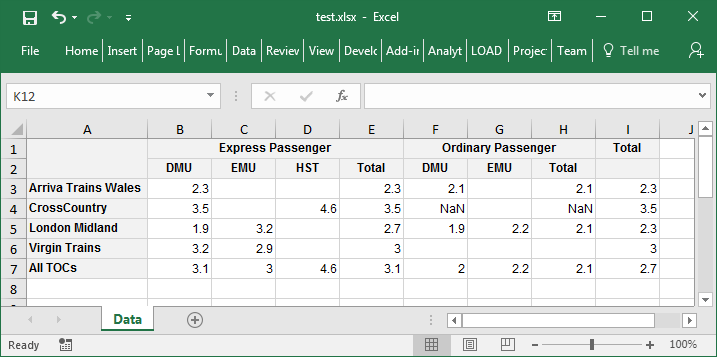 test.xlsx - Excel
File Home Insert Page L Formu Data Review View Develo Add-in Analyt LOAD Project Team Tell me
K12 fx
A B C D E F G H I J
1 Express Passenger Ordinary Passenger Total
2 DMU EMU HST Total DMU EMU Total
3 Arriva Trains Wales 2.3 2.3 2.1 2.1 2.3
4 CrossCountry 3.5 4.6 3.5 NaN NaN 3.5
5 London Midland 1.9 3.2 2.7 1.9 2.2 2.1 2.3
6 Virgin Trains 3.2 2.9 3 3
7 All TOCs 3.1 3 4.6 3.1 2 2.2 2.1 2.7
8
Data
Ready 100%